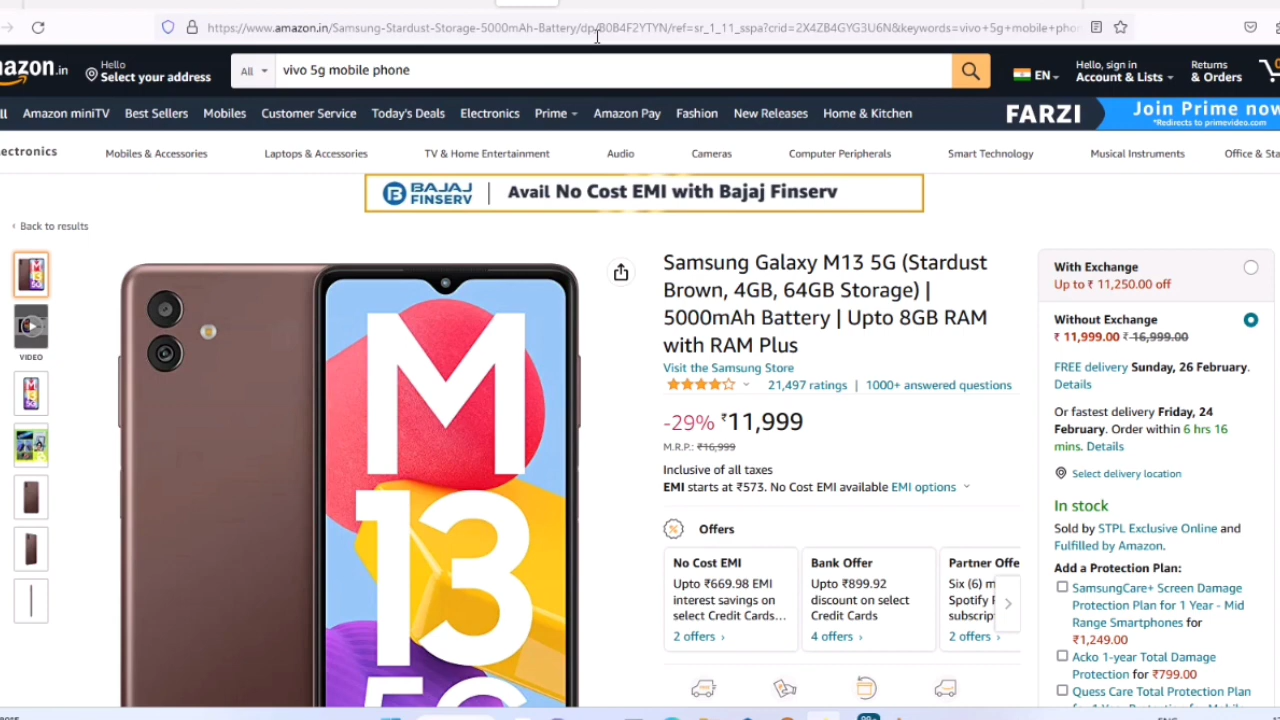 https://www.amazon.in/Samsung-Stardust-Storage-5000mAh-Battery/dp/B0B4F2YTYN/ref=sr_1_11_sspa?crid=2X4ZB4GYG3U6N&keywords=vivo+5g+mobile+pho
azon.in
Hello
Select your address
All
vivo 5g mobile phone
EN
Hello, sign in
Account & Lists
Returns
& Orders
ll Amazon miniTV Best Sellers Mobiles Customer Service Today's Deals Electronics Prime Amazon Pay Fashion New Releases Home & Kitchen
FARZI
Join Prime now
*Redirects to primevideo.com
ectronics Mobiles & Accessories Laptops & Accessories TV & Home Entertainment Audio Cameras Computer Peripherals Smart Technology Musical Instruments Office & Sta
BAJAJ
FINSERV
Avail No Cost EMI with Bajaj Finserv
‹ Back to results
VIDEO
M
13
5G
Samsung Galaxy M13 5G (Stardust
Brown, 4GB, 64GB Storage) |
5000mAh Battery | Upto 8GB RAM
with RAM Plus
Visit the Samsung Store
21,497 ratings | 1000+ answered questions
-29% ₹11,999
M.R.P.: ₹16,999
Inclusive of all taxes
EMI starts at ₹573. No Cost EMI available EMI options
Offers
No Cost EMI
Upto ₹669.98 EMI
interest savings on
select Credit Cards…
2 offers ›
Bank Offer
Upto ₹899.92
discount on select
Credit Cards
4 offers ›
Partner Offe
Six (6) m
Spotify P
subscrip
2 offers ›
With Exchange
Up to ₹ 11,250.00 off
Without Exchange
₹ 11,999.00 ₹ 16,999.00
FREE delivery Sunday, 26 February.
Details
Or fastest delivery Friday, 24
February. Order within 6 hrs 16
mins. Details
Select delivery location
In stock
Sold by STPL Exclusive Online and
Fulfilled by Amazon.
Add a Protection Plan:
SamsungCare+ Screen Damage
Protection Plan for 1 Year - Mid
Range Smartphones for
₹1,249.00
Acko 1-year Total Damage
Protection for ₹799.00
Quess Care Total Protection Plan